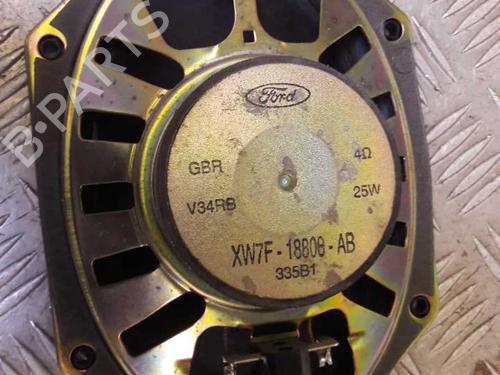 Ford
GBR 4Ω
V34RB 25W
XW7F-18808-AB
335B1
B-PARTS